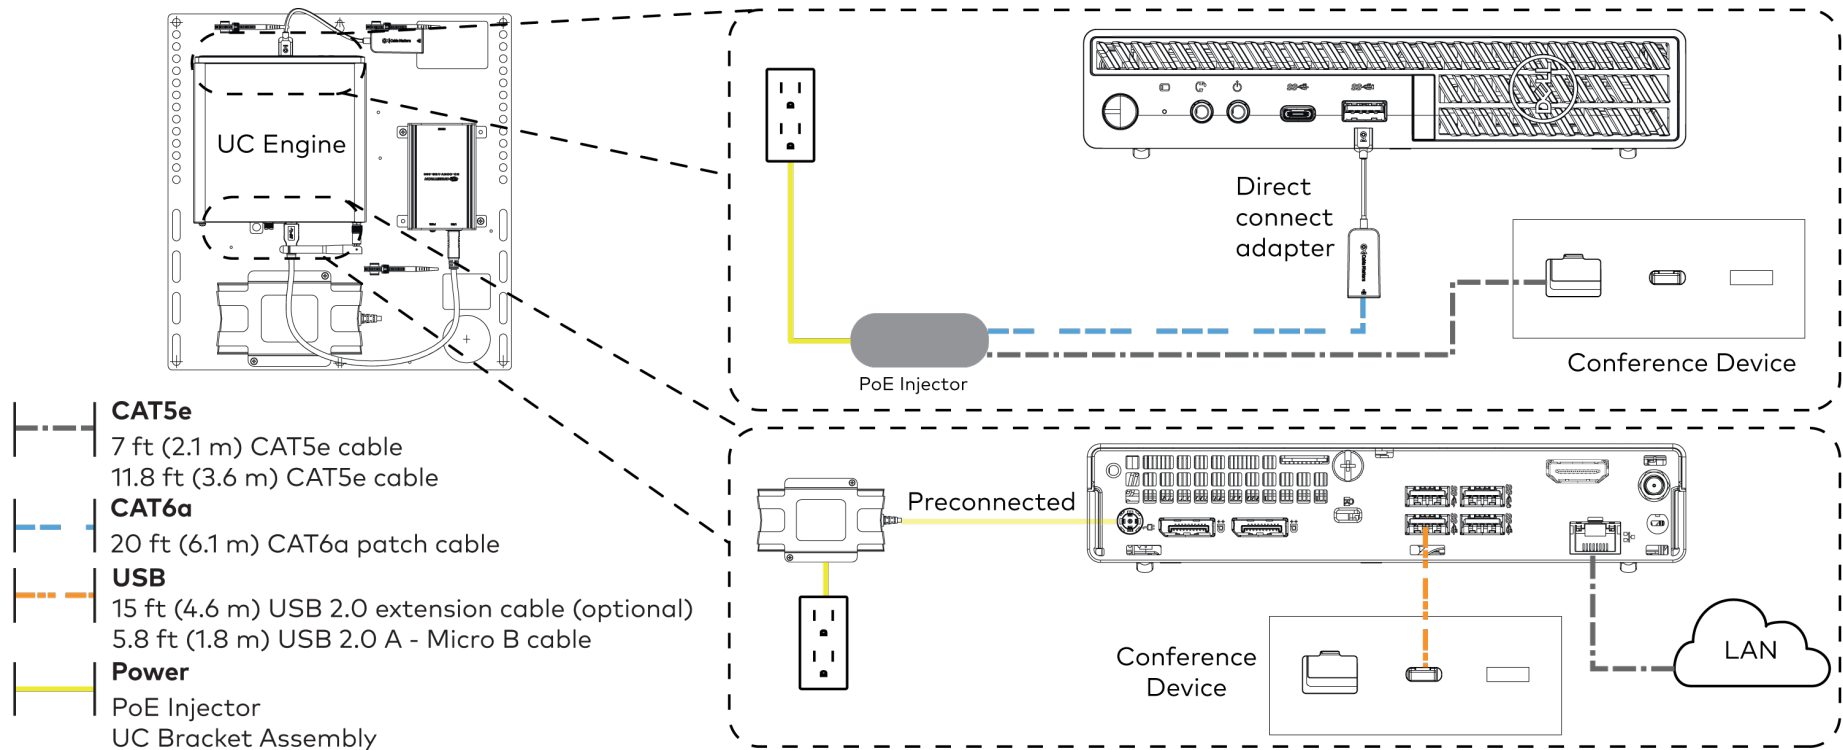 UC Engine
DELL
Direct
connect
adapter
Cable Matters
PoE Injector
Conference Device
CAT5e
7 ft (2.1 m) CAT5e cable
11.8 ft (3.6 m) CAT5e cable
CAT6a
20 ft (6.1 m) CAT6a patch cable
USB
15 ft (4.6 m) USB 2.0 extension cable (optional)
5.8 ft (1.8 m) USB 2.0 A - Micro B cable
Power
PoE Injector
UC Bracket Assembly
Preconnected
Conference
Device
LAN